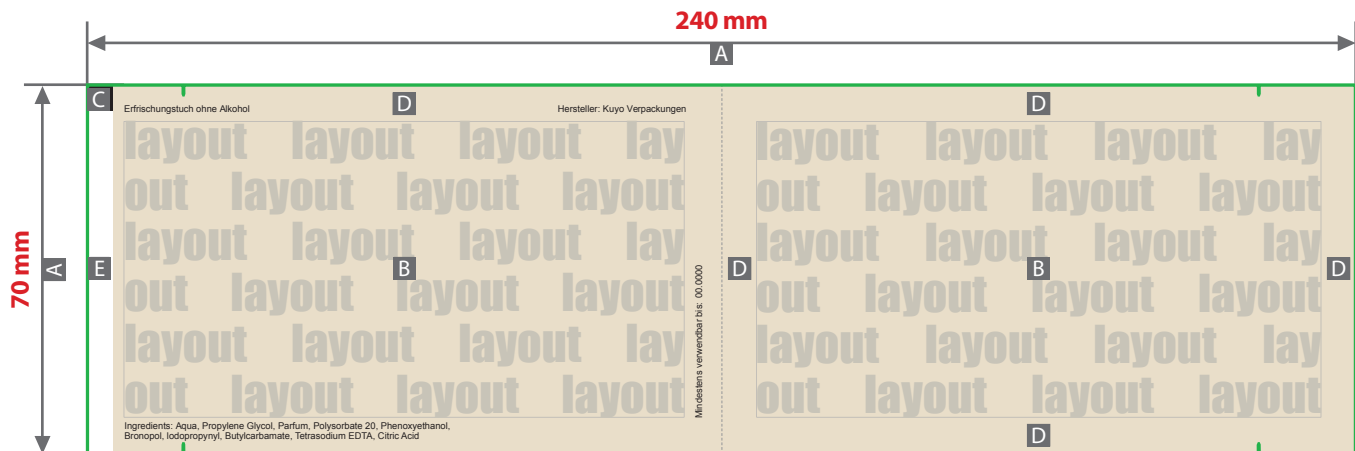 240 mm
A
C
Erfrischungstuch ohne Alkohol
D
Hersteller: Kuyo Verpackungen
D
layout layout layout lay
out layout layout layout
layout layout layout lay
out layout layout layout
layout layout layout lay
out layout layout layout
layout layout layout lay
out layout layout layout
layout layout layout lay
out layout layout layout
layout layout layout lay
out layout layout layout
70 mm
A
E
B
D
B
D
Mindestens verwendbar bis: 00.0000
Ingredients: Aqua, Propylene Glycol, Parfum, Polysorbate 20, Phenoxyethanol,
Bronopol, Iodopropynyl, Butylcarbamate, Tetrasodium EDTA, Citric Acid
D